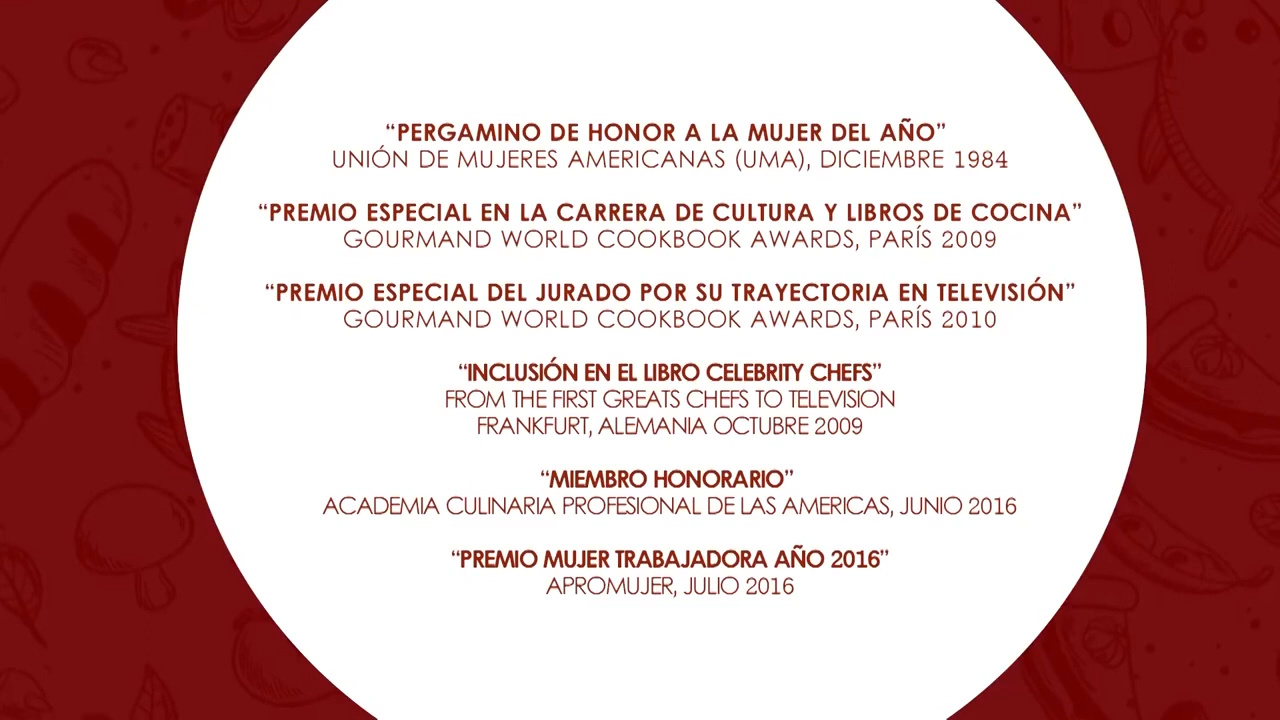 “PERGAMINO DE HONOR A LA MUJER DEL AÑO”
UNIÓN DE MUJERES AMERICANAS (UMA), DICIEMBRE 1984
“PREMIO ESPECIAL EN LA CARRERA DE CULTURA Y LIBROS DE COCINA”
GOURMAND WORLD COOKBOOK AWARDS, PARÍS 2009
“PREMIO ESPECIAL DEL JURADO POR SU TRAYECTORIA EN TELEVISIÓN”
GOURMAND WORLD COOKBOOK AWARDS, PARÍS 2010
“INCLUSIÓN EN EL LIBRO CELEBRITY CHEFS”
FROM THE FIRST GREATS CHEFS TO TELEVISION
FRANKFURT, ALEMANIA OCTUBRE 2009
“MIEMBRO HONORARIO”
ACADEMIA CULINARIA PROFESIONAL DE LAS AMERICAS, JUNIO 2016
“PREMIO MUJER TRABAJADORA AÑO 2016”
APROMUJER, JULIO 2016